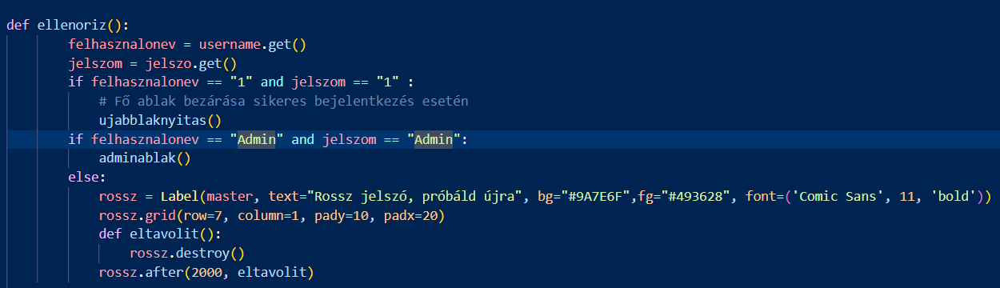 def ellenoriz():
felhasznalonev = username.get()
jelszom = jelszo.get()
if felhasznalonev == "1" and jelszom == "1" :
# Fő ablak bezárása sikeres bejelentkezés esetén
ujabblaknyitas()
if felhasznalonev == "Admin" and jelszom == "Admin":
adminablak()
else:
rossz = Label(master, text="Rossz jelszó, próbáld újra", bg="#9A7E6F",fg="#493628", font=('Comic Sans', 11, 'bold'))
rossz.grid(row=7, column=1, pady=10, padx=20)
def eltavolit():
rossz.destroy()
rossz.after(2000, eltavolit)